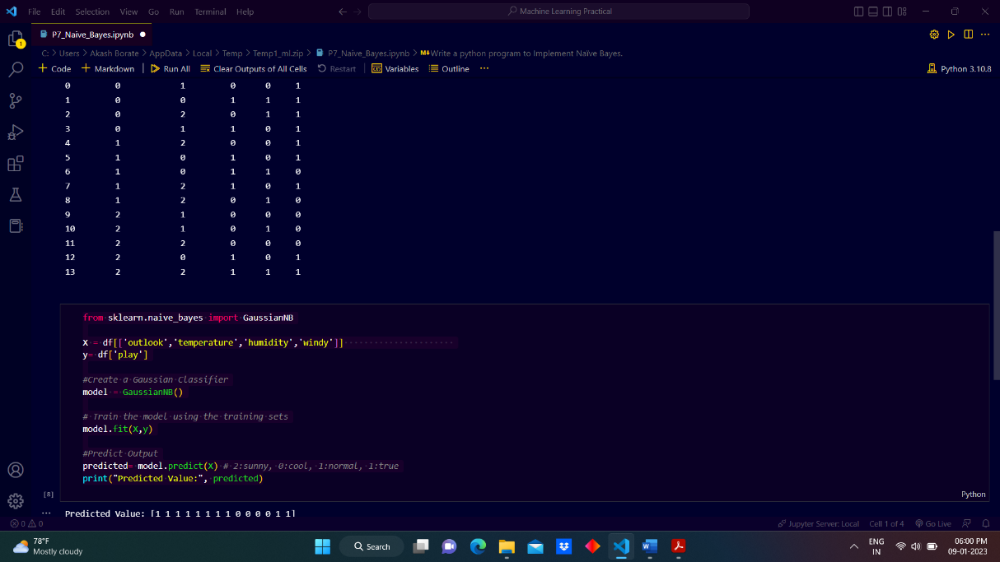 File Edit Selection View Go Run Terminal Help
Machine Learning Practical
P7_Naive_Bayes.ipynb
C: > Users > Akash Borate > AppData > Local > Temp > Temp1_ml.zip > P7_Naive_Bayes.ipynb > Write a python program to Implement Naïve Bayes.
+ Code + Markdown Run All Clear Outputs of All Cells Restart Variables Outline ··· Python 3.10.8
0 0 1 0 0 1
1 0 0 1 1 1
2 0 2 0 1 1
3 0 1 1 0 1
4 1 2 0 0 1
5 1 0 1 0 1
6 1 0 1 1 0
7 1 2 1 0 1
8 1 2 0 1 0
9 2 1 0 0 0
10 2 1 0 1 0
11 2 2 0 0 0
12 2 0 1 0 1
13 2 2 1 1 1
from sklearn.naive_bayes import GaussianNB
X = df[['outlook','temperature','humidity','windy']]
y= df['play']
#Create a Gaussian Classifier
model = GaussianNB()
# Train the model using the training sets
model.fit(X,y)
#Predict Output
predicted= model.predict(X) # 2:sunny, 0:cool, 1:normal, 1:true
print("Predicted Value:", predicted)
[8] Python
··· Predicted Value: [1 1 1 1 1 1 1 1 0 0 0 0 1 1]
0 0 Jupyter Server: Local Cell 1 of 4 Go Live
78°F
Mostly cloudy
Search
ENG
IN
06:00 PM
09-01-2023
1